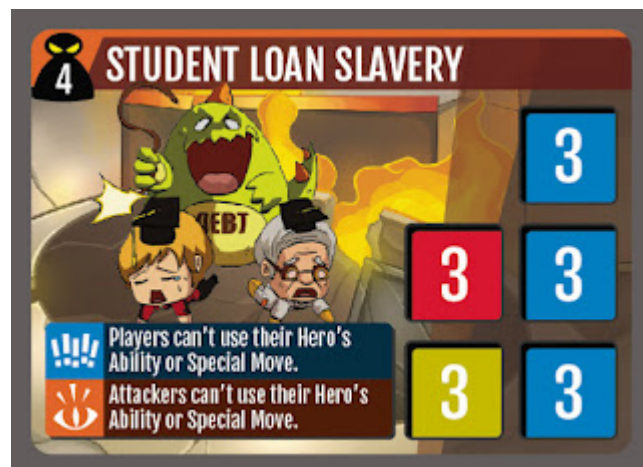 4
STUDENT LOAN SLAVERY
3
DEBT
3 3
Players can't use their Hero's
Ability or Special Move.
3 3
Attackers can't use their Hero's
Ability or Special Move.